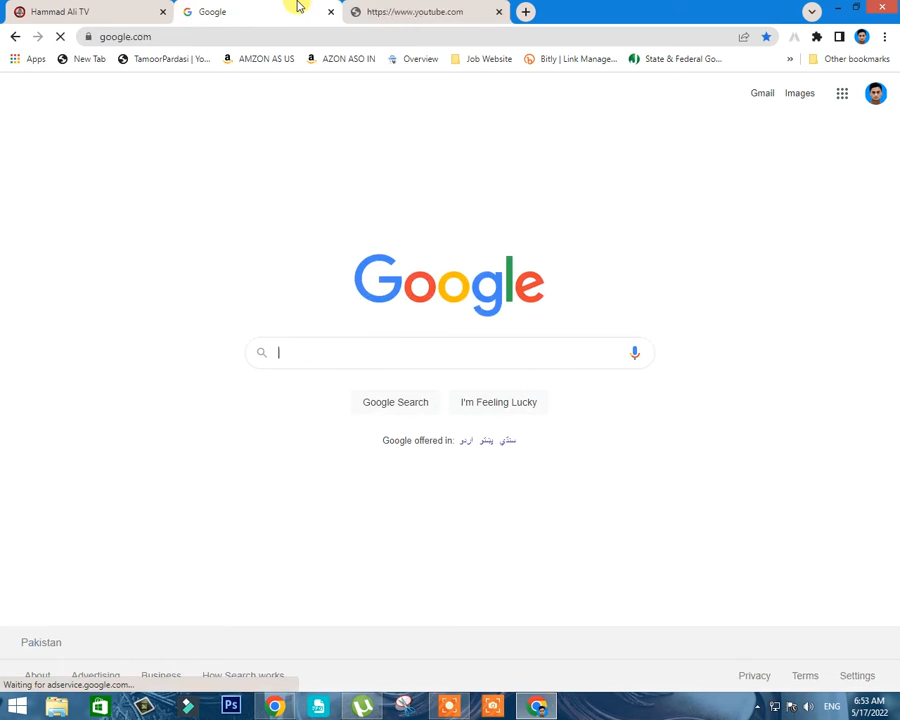 Hammad Ali TV
Google
https://www.youtube.com
google.com
Apps
New Tab
TamoorPardasi | Yo...
AMZON AS US
AZON ASO IN
Overview
Job Website
Bitly | Link Manage...
State & Federal Go...
»
Other bookmarks
Gmail
Images
Google
Google Search
I'm Feeling Lucky
Google offered in: اردو پښتو سنڌي
Pakistan
About
Advertising
Business
How Search works
Privacy
Terms
Settings
Waiting for adservice.google.com...
Ps
ENG
6:53 AM
5/17/2022